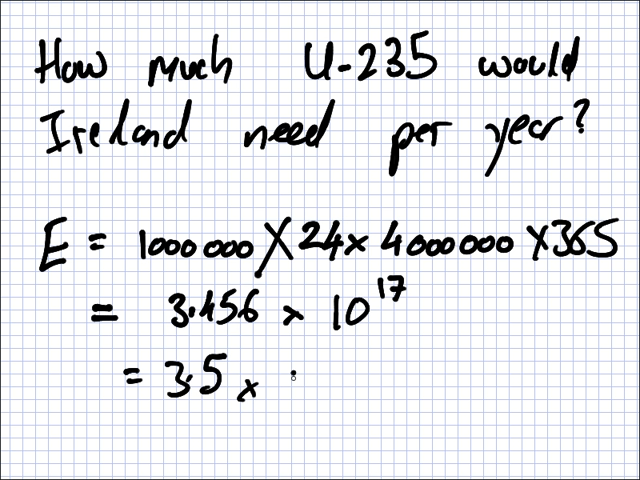 How much U-235 would
Ireland need per year?
E = 1000000 X 24 x 4000000 x 365
= 3.456 x 10^17
= 3.5 x